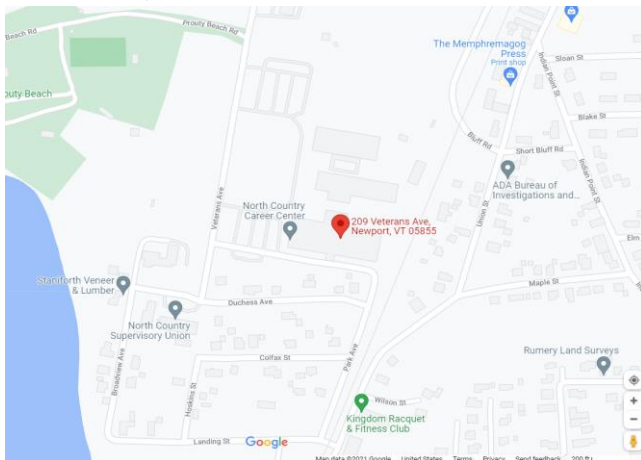 Beach Rd
Prouty Beach Rd
The Memphremagog
Press
Print shop
Sloan St
Indian Point St
outy Beach
Blake St
Bluff Rd
Short Bluff Rd
Indian Point St
ADA Bureau of
Investigations and...
Veterans Ave
North Country
Career Center
209 Veterans Ave,
Newport, VT 05855
Union St
Elm
Staniforth Veneer
& Lumber
Maple St
Duchess Ave
North Country
Supervisory Union
Park Ave
Colfax St
Rumery Land Surveys
Broadview Ave
Hoskins St
Wilson St
Kingdom Racquet
& Fitness Club
Landing St
Google
Map data ©2021 Google United States Terms Privacy Send feedback 200 ft